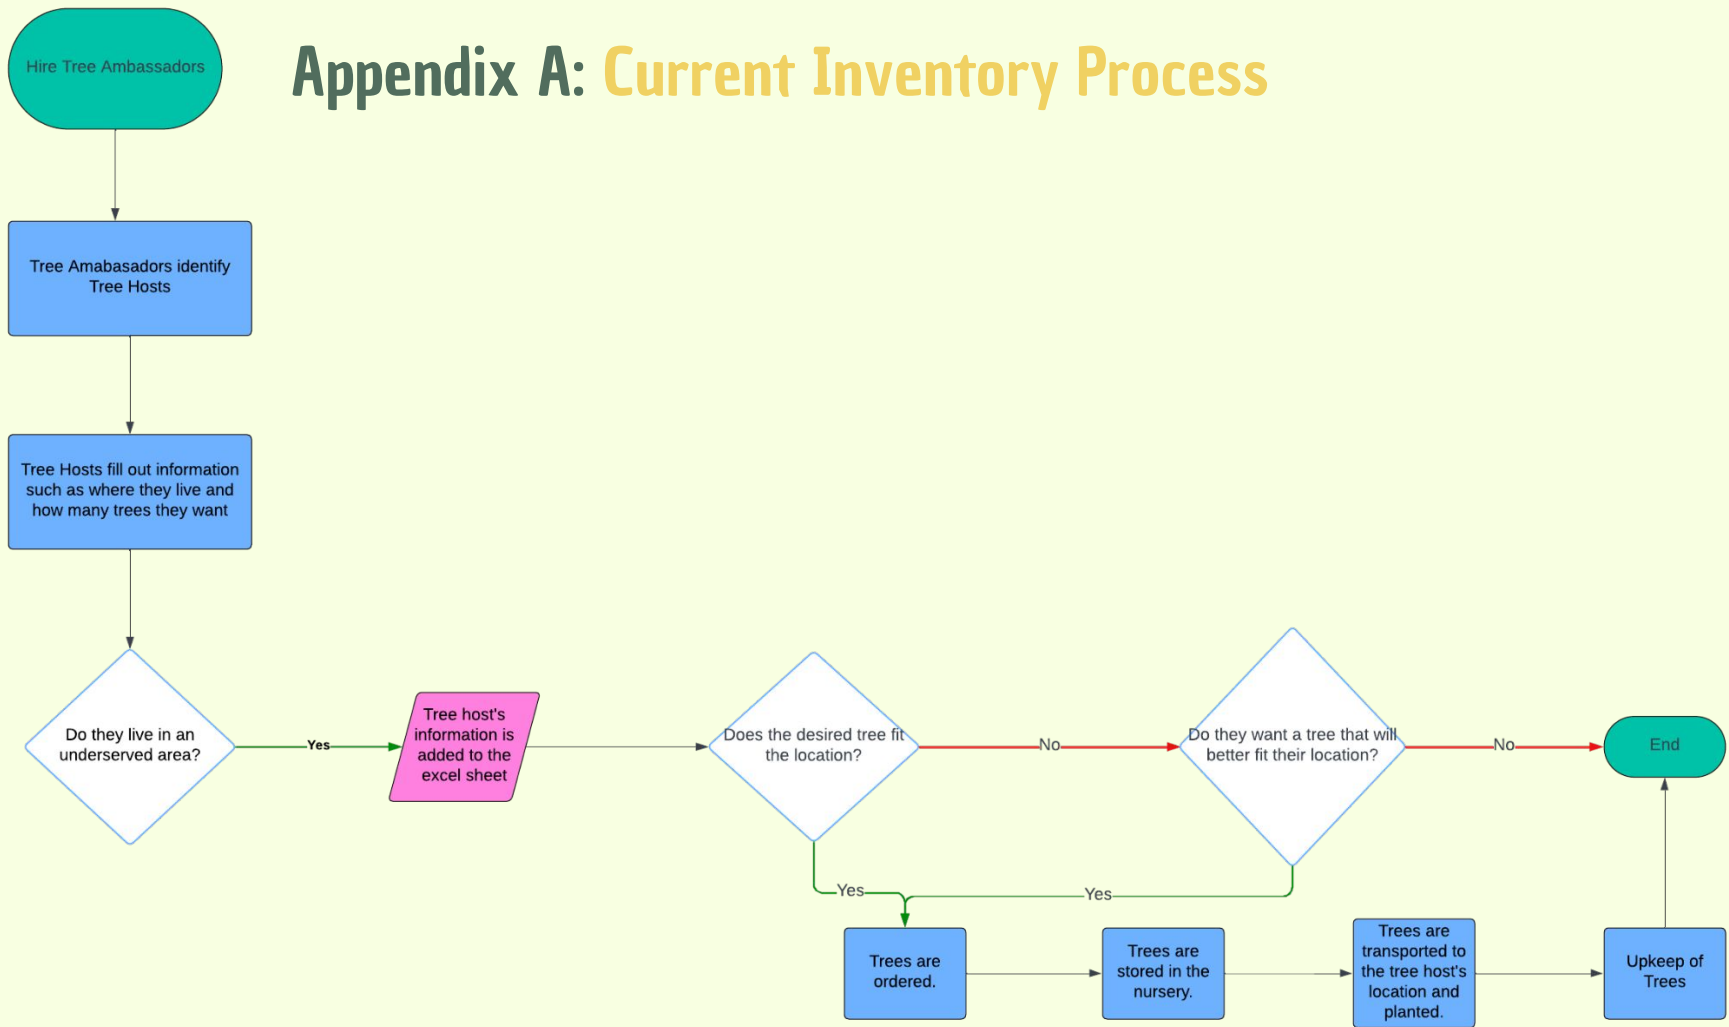 Hire Tree Ambassadors
Appendix A: Current Inventory Process
Tree Amabasadors identify
Tree Hosts
Tree Hosts fill out information
such as where they live and
how many trees they want
Do they live in an
underserved area?
Yes
Tree host's
information is
added to the
excel sheet
Does the desired tree fit
the location?
No
Do they want a tree that will
better fit their location?
No
End
Yes
Yes
Trees are
ordered.
Trees are
stored in the
nursery.
Trees are
transported to
the tree host's
location and
planted.
Upkeep of
Trees